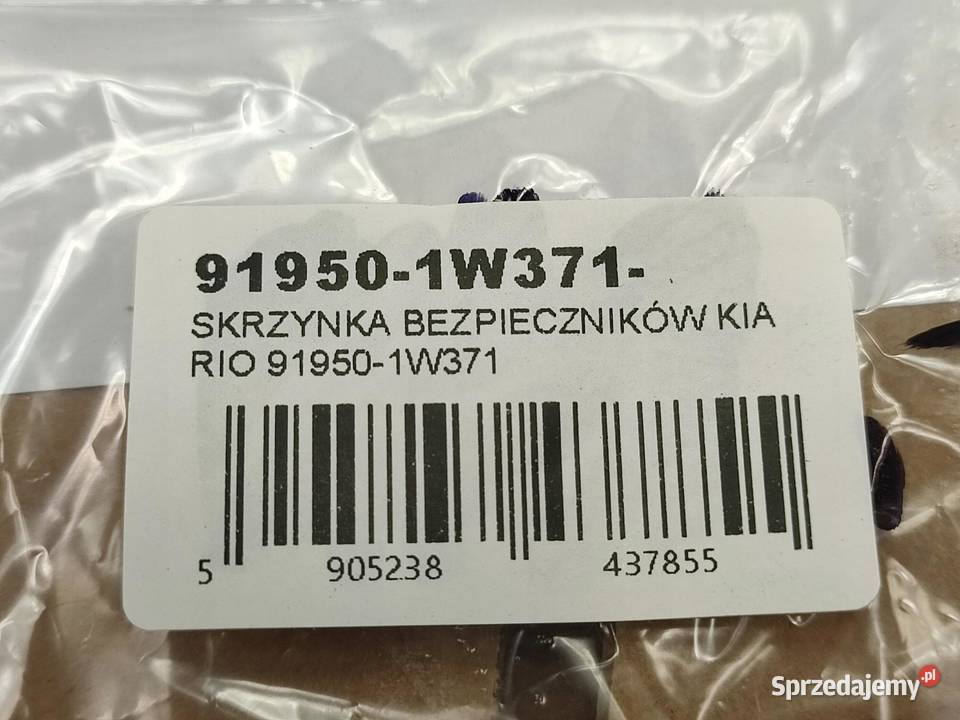 91950-1W371-
SKRZYNKA BEZPIECZNIKÓW KIA
RIO 91950-1W371
5 905238 437855
Sprzedajemy.pl